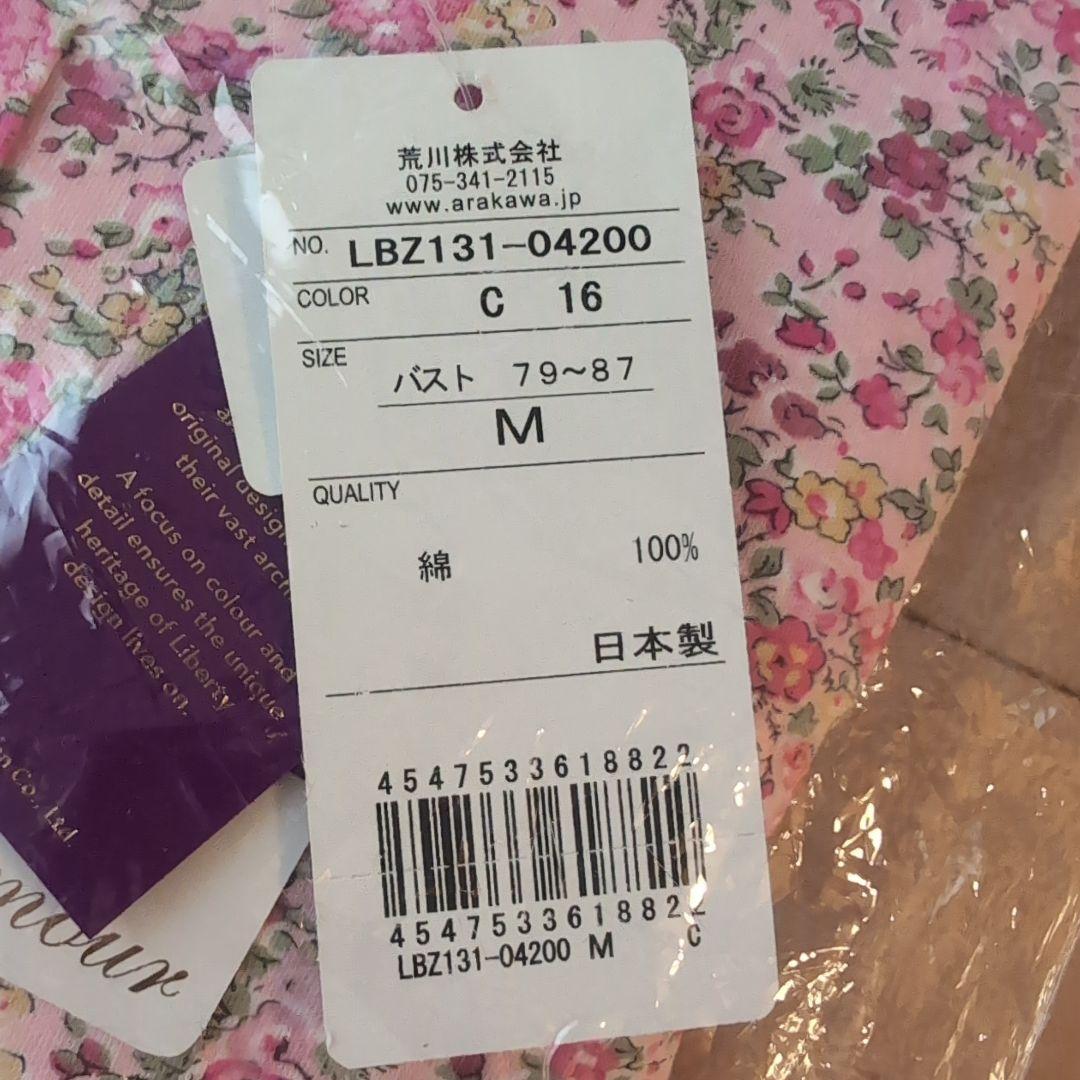 荒川株式会社
075-341-2115
www.arakawa.jp
NO. LBZ131-04200
COLOR C 16
SIZE
バスト 79~87
M
QUALITY
綿 100%
日本製
4547533618822
4547533618822
LBZ131-04200 M C
original design
their vast arch
A focus on colour and
detail ensures the unique
heritage of Liberty
design lives on.
Co., Ltd.
mour